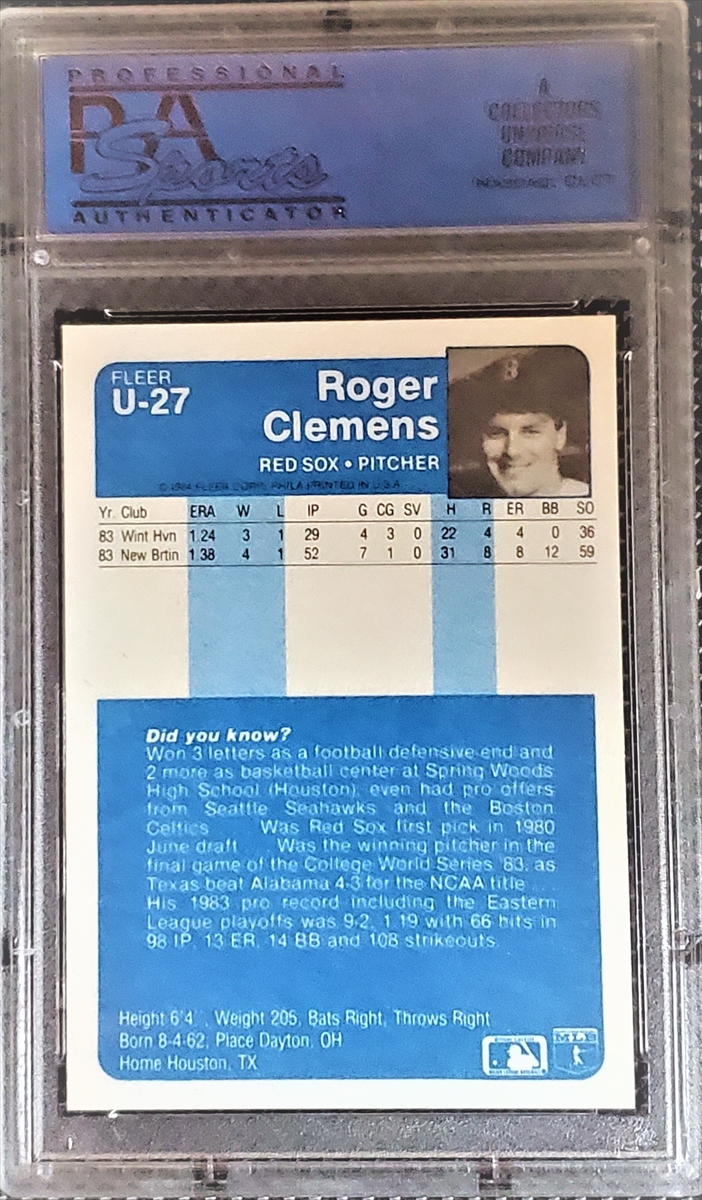 PROFESSIONAL
PSA
Sports
AUTHENTICATOR
A
COLLECTORS
UNIVERSE
COMPANY
FLEER
U-27
Roger
Clemens
RED SOX • PITCHER
© 1984 FLEER CORP. PHILA PRINTED IN U.S.A.
Yr. Club ERA W L IP G CG SV H R ER BB SO
83 Wint Hvn 1.24 3 1 29 4 3 0 22 4 4 0 36
83 New Brtin 1.38 4 1 52 7 1 0 31 8 8 12 59
Did you know?
Won 3 letters as a football defensive end and
2 more as basketball center at Spring Woods
High School (Houston), even had pro offers
from Seattle Seahawks and the Boston
Celtics ... Was Red Sox first pick in 1980
June draft ... Was the winning pitcher in the
final game of the College World Series '83, as
Texas beat Alabama 4-3 for the NCAA title ...
His 1983 pro record including the Eastern
League playoffs was 9-2, 1.19 with 66 hits in
98 IP, 13 ER, 14 BB and 108 strikeouts.
Height 6'4", Weight 205, Bats Right, Throws Right
Born 8-4-62, Place Dayton, OH
Home Houston, TX